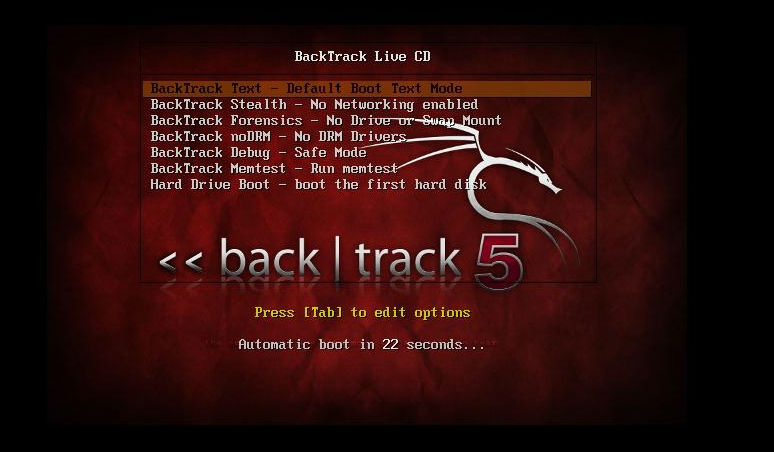 BackTrack Live CD
BackTrack Text - Default Boot Text Mode
BackTrack Stealth - No Networking enabled
BackTrack Forensics - No Drive or Swap Mount
BackTrack noDRM - No DRM Drivers
BackTrack Debug - Safe Mode
BackTrack Memtest - Run memtest
Hard Drive Boot - boot the first hard disk
<< back | track 5
Press [Tab] to edit options
Automatic boot in 22 seconds...